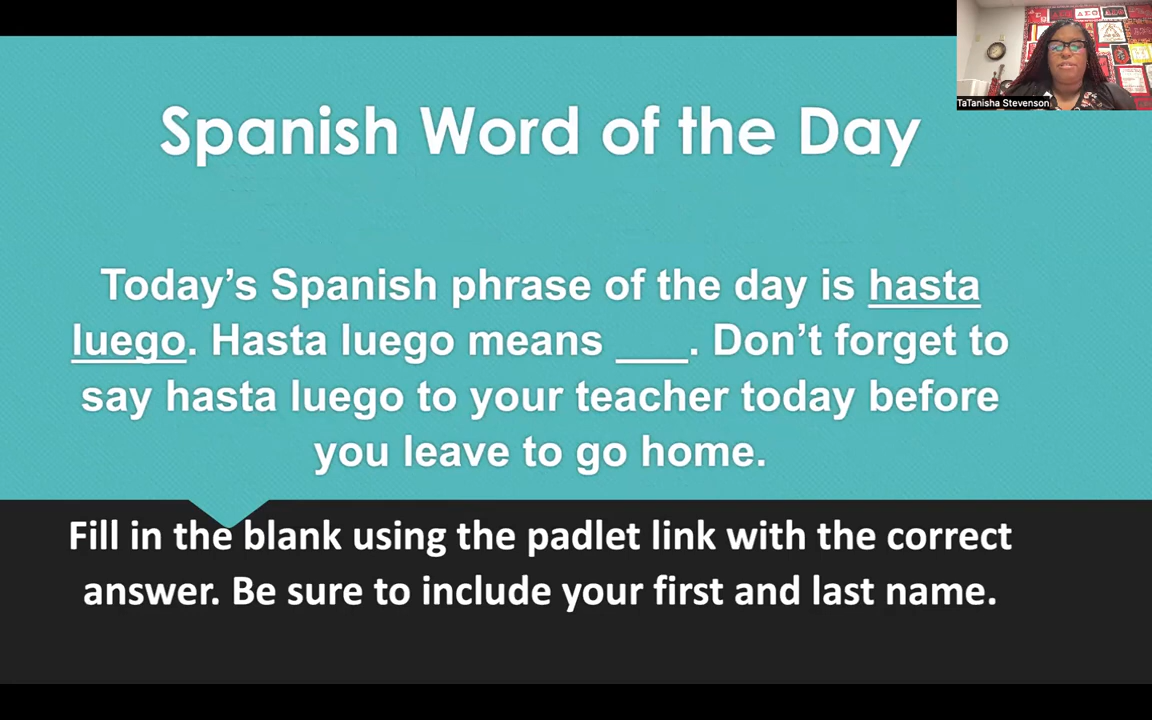 TaTanisha Stevenson
Spanish Word of the Day
Today’s Spanish phrase of the day is hasta
luego. Hasta luego means ___. Don’t forget to
say hasta luego to your teacher today before
you leave to go home.
Fill in the blank using the padlet link with the correct
answer. Be sure to include your first and last name.